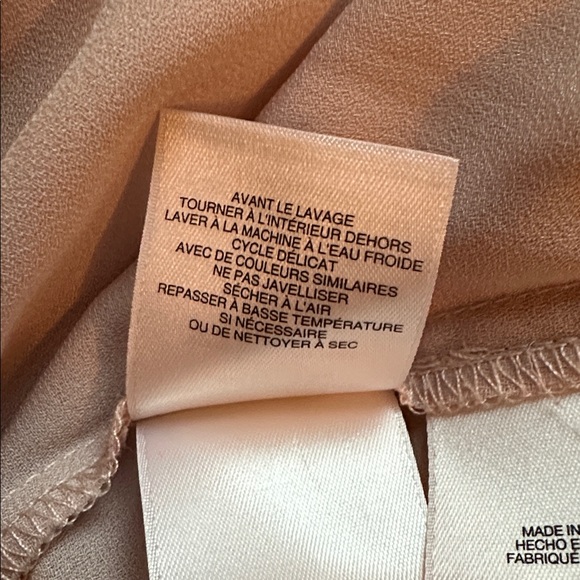 AVANT LE LAVAGE
TOURNER À L'INTÉRIEUR DEHORS
LAVER À LA MACHINE À L'EAU FROIDE
CYCLE DÉLICAT
AVEC DE COULEURS SIMILAIRES
NE PAS JAVELLISER
SÉCHER À L'AIR
REPASSER À BASSE TEMPÉRATURE
SI NÉCESSAIRE
OU DE NETTOYER À SEC
MADE IN
HECHO E
FABRIQUÉ